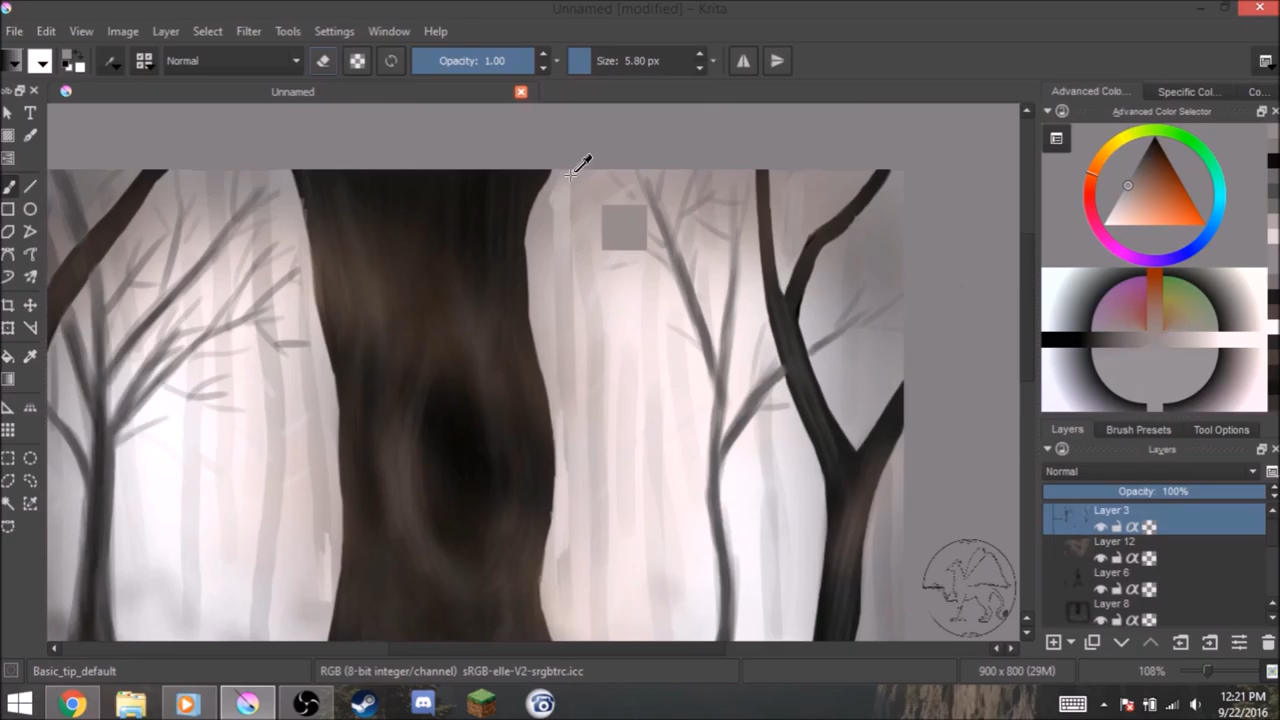 Unnamed [modified] – Krita
File Edit View Image Layer Select Filter Tools Settings Window Help
Normal Opacity: 1.00 Size: 5.80 px
Unnamed
Advanced Colo... Specific Col... Co...
Advanced Color Selector
Layers Brush Presets Tool Options
Layers
Normal
Opacity: 100%
Layer 3
Layer 12
Layer 6
Layer 8
Basic_tip_default RGB (8-bit integer/channel) sRGB-elle-V2-srgbtrc.icc 900 x 800 (29M) 108%
12:21 PM
9/22/2016